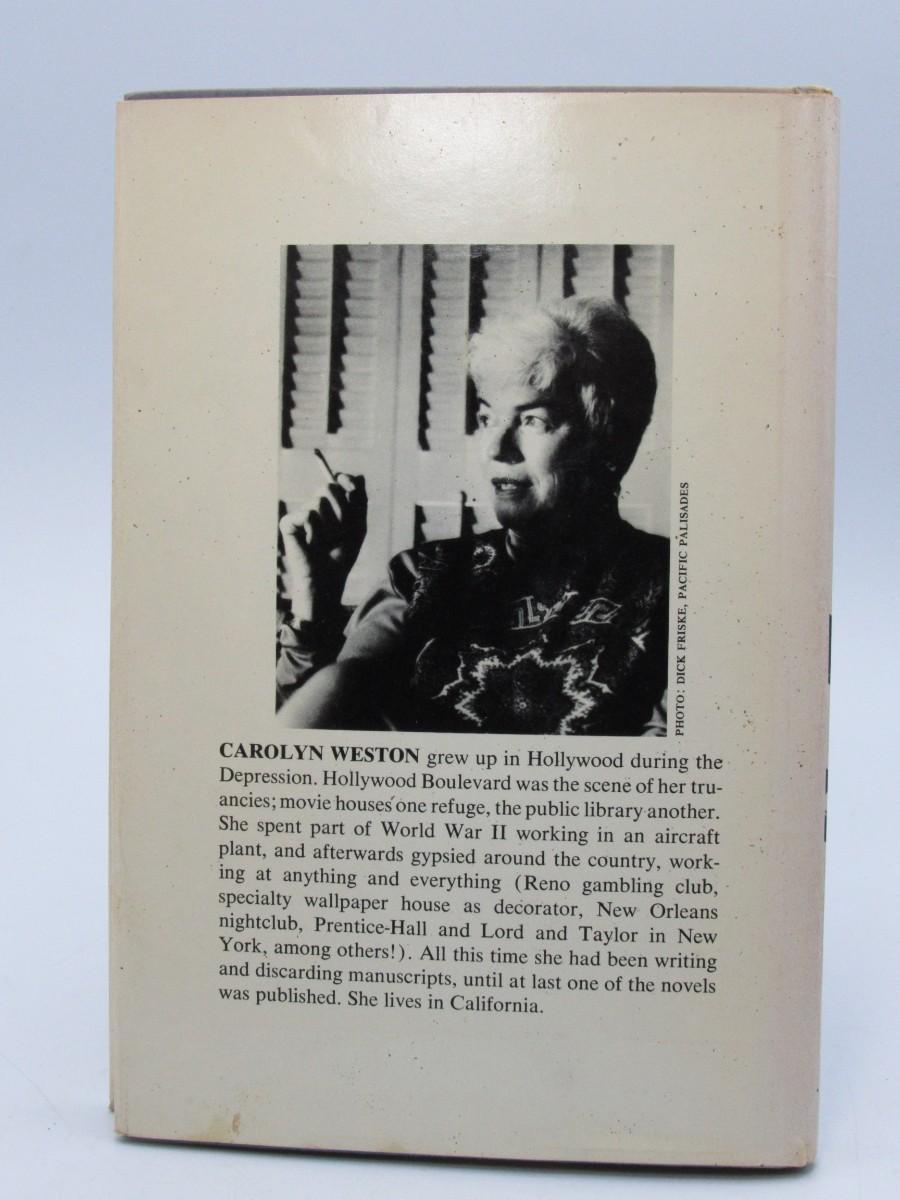 PHOTO: DICK FRISKE, PACIFIC PALISADES
CAROLYN WESTON grew up in Hollywood during the
Depression. Hollywood Boulevard was the scene of her tru-
ancies; movie houses one refuge, the public library another.
She spent part of World War II working in an aircraft
plant, and afterwards gypsied around the country, work-
ing at anything and everything (Reno gambling club,
specialty wallpaper house as decorator, New Orleans
nightclub, Prentice-Hall and Lord and Taylor in New
York, among others!). All this time she had been writing
and discarding manuscripts, until at last one of the novels
was published. She lives in California.